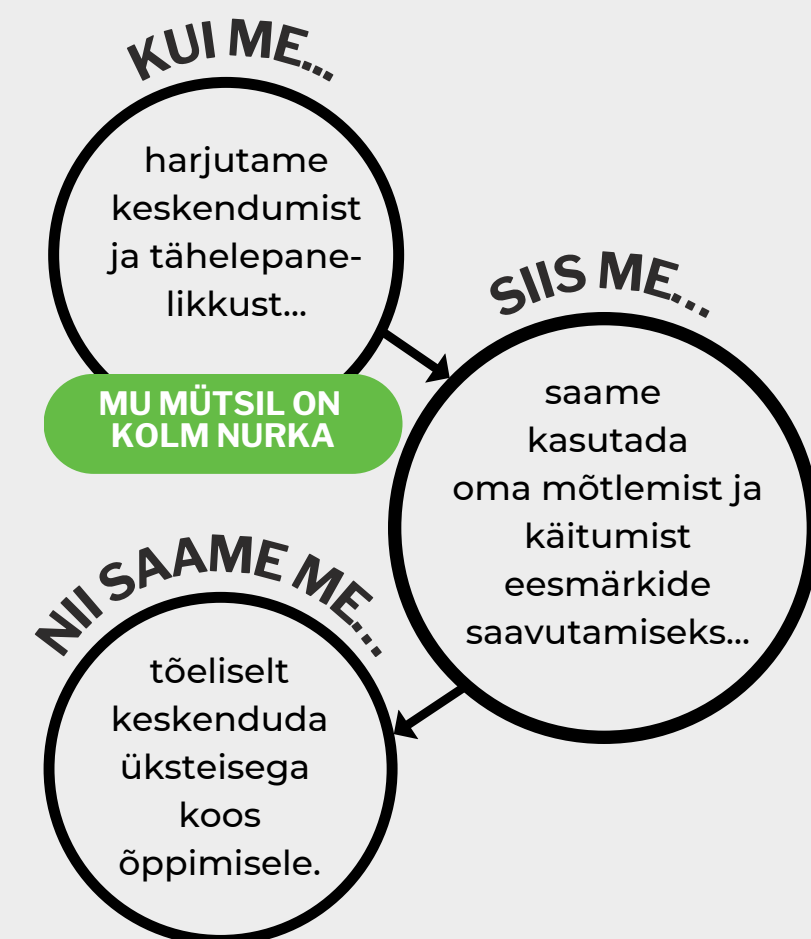 KUI ME...
harjutame
keskendumist
ja tähelepane-
likkust...
MU MÜTSIL ON
KOLM NURKA
SIIS ME...
saame
kasutada
oma mõtlemist ja
käitumist
eesmärkide
saavutamiseks...
NII SAAME ME...
tõeliselt
keskenduda
üksteisega
koos
õppimisele.